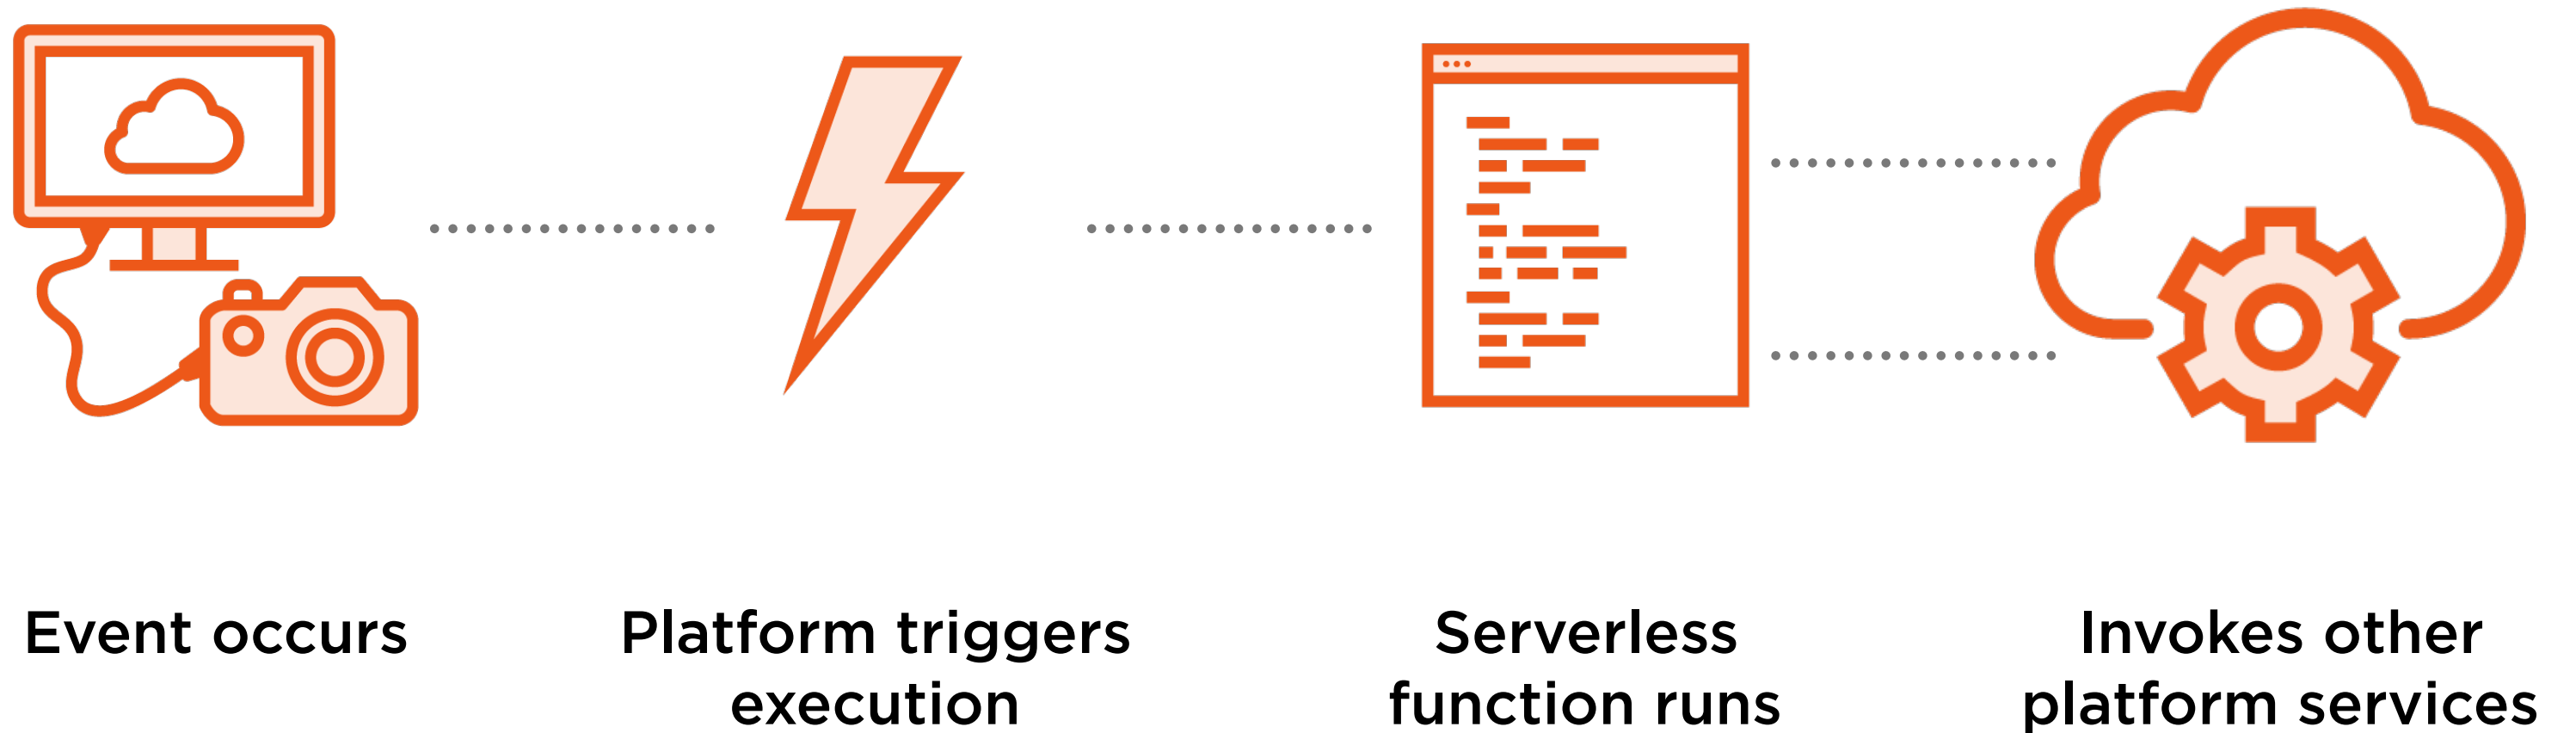 Event occurs
Platform triggers
execution
Serverless
function runs
Invokes other
platform services